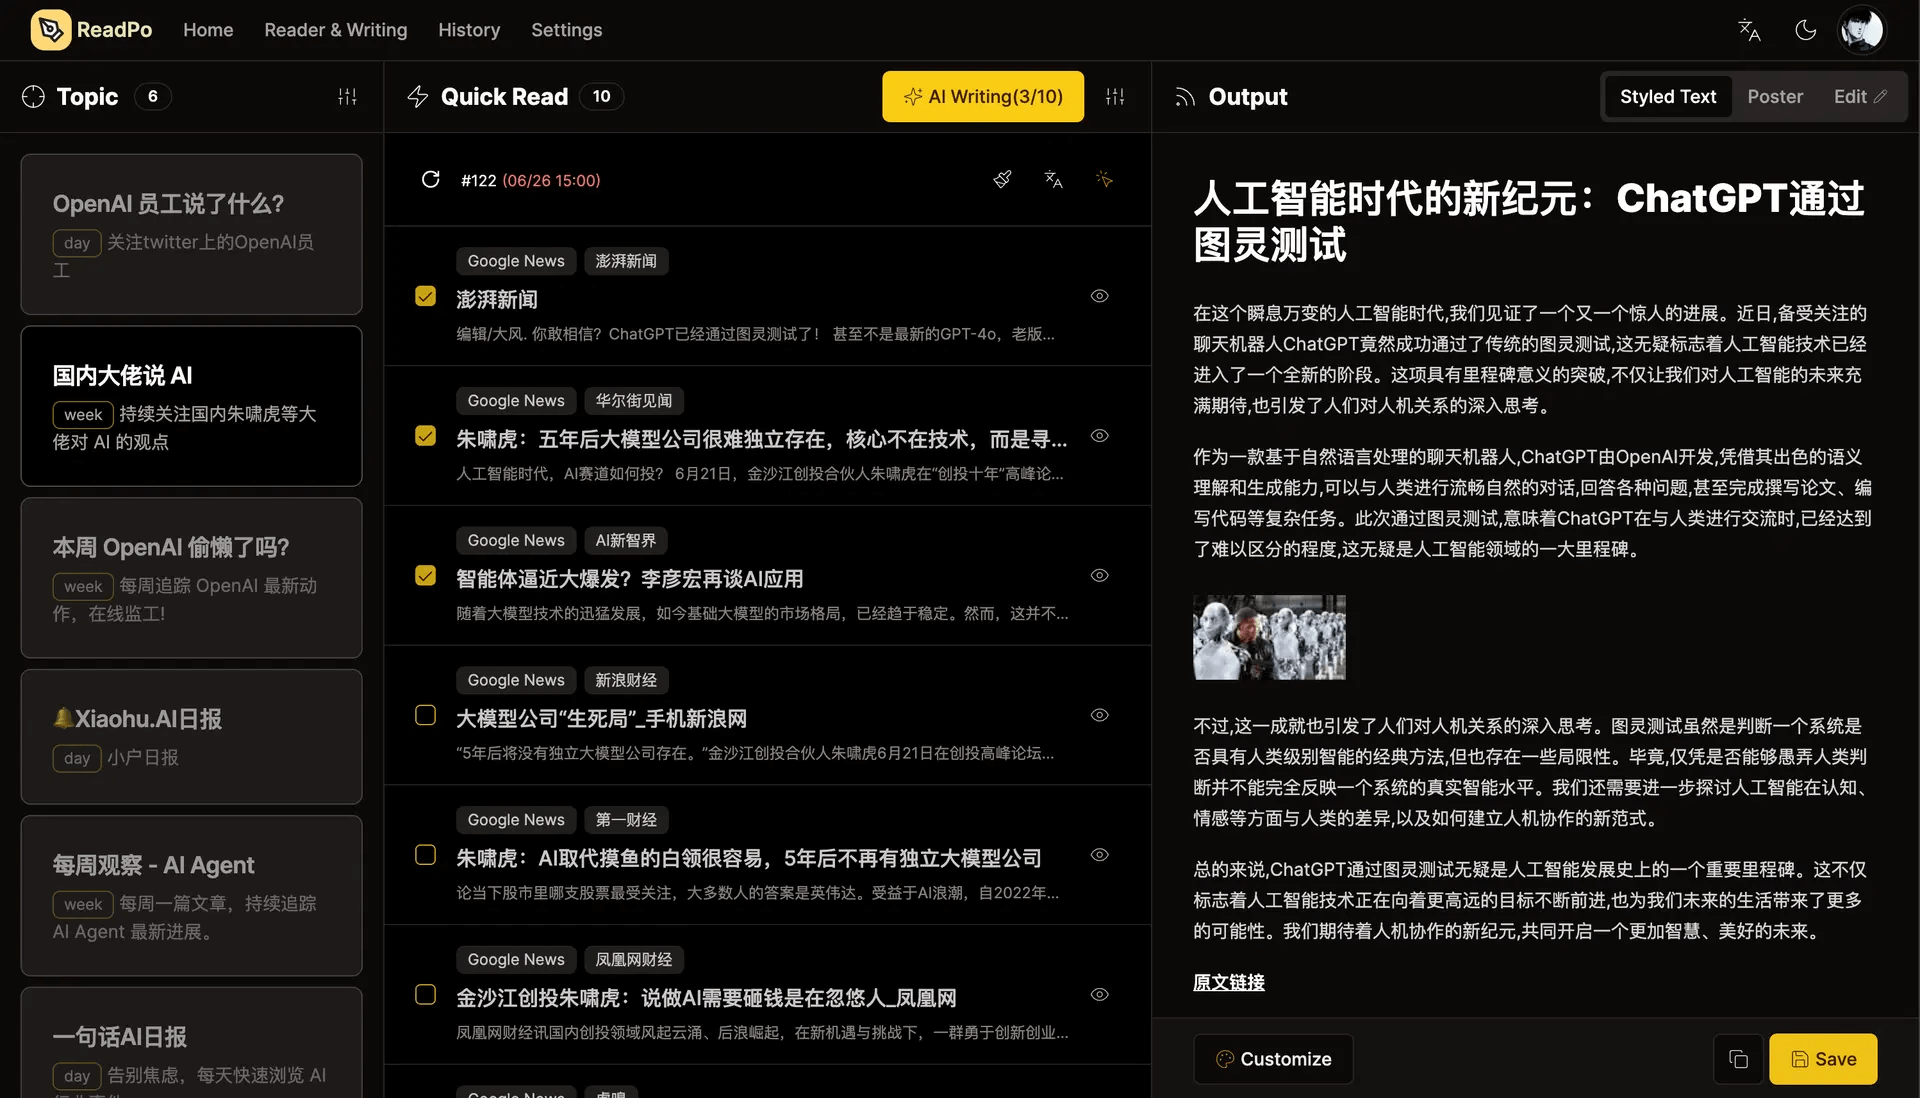 ReadPo
Home
Reader & Writing
History
Settings
Topic
6
OpenAI 员工说了什么?
day 关注twitter上的OpenAI员
工
国内大佬说 AI
week 持续关注国内朱啸虎等大
佬对 AI 的观点
本周 OpenAI 偷懒了吗?
week 每周追踪 OpenAI 最新动
作，在线监工!
🔔Xiaohu.AI日报
day 小户日报
每周观察 - AI Agent
week 每周一篇文章，持续追踪
AI Agent 最新进展。
一句话AI日报
day 告别焦虑，每天快速浏览 AI
Quick Read
10
AI Writing(3/10)
#122 (06/26 15:00)
Google News
澎湃新闻
澎湃新闻
编辑/大风. 你敢相信？ChatGPT已经通过图灵测试了！ 甚至不是最新的GPT-4o，老版...
Google News
华尔街见闻
朱啸虎：五年后大模型公司很难独立存在，核心不在技术，而是寻...
人工智能时代，AI赛道如何投？ 6月21日，金沙江创投合伙人朱啸虎在“创投十年”高峰论...
Google News
AI新智界
智能体逼近大爆发？李彦宏再谈AI应用
随着大模型技术的迅猛发展，如今基础大模型的市场格局，已经趋于稳定。然而，这并不...
Google News
新浪财经
大模型公司“生死局”_手机新浪网
“5年后将没有独立大模型公司存在。”金沙江创投合伙人朱啸虎6月21日在创投高峰论坛...
Google News
第一财经
朱啸虎：AI取代摸鱼的白领很容易，5年后不再有独立大模型公司
论当下股市里哪支股票最受关注，大多数人的答案是英伟达。受益于AI浪潮，自2022年...
Google News
凤凰网财经
金沙江创投朱啸虎：说做AI需要砸钱是在忽悠人_凤凰网
凤凰网财经讯国内创投领域风起云涌、后浪崛起，在新机遇与挑战下，一群勇于创新创业...
Google News
虎嗅
Output
Styled Text
Poster
Edit
人工智能时代的新纪元：ChatGPT通过
图灵测试
在这个瞬息万变的人工智能时代,我们见证了一个又一个惊人的进展。近日,备受关注的
聊天机器人ChatGPT竟然成功通过了传统的图灵测试,这无疑标志着人工智能技术已经
进入了一个全新的阶段。这项具有里程碑意义的突破,不仅让我们对人工智能的未来充
满期待,也引发了人们对人机关系的深入思考。
作为一款基于自然语言处理的聊天机器人,ChatGPT由OpenAI开发,凭借其出色的语义
理解和生成能力,可以与人类进行流畅自然的对话,回答各种问题,甚至完成撰写论文、编
写代码等复杂任务。此次通过图灵测试,意味着ChatGPT在与人类进行交流时,已经达到
了难以区分的程度,这无疑是人工智能领域的一大里程碑。
不过,这一成就也引发了人们对人机关系的深入思考。图灵测试虽然是判断一个系统是
否具有人类级别智能的经典方法,但也存在一些局限性。毕竟,仅凭是否能够愚弄人类判
断并不能完全反映一个系统的真实智能水平。我们还需要进一步探讨人工智能在认知、
情感等方面与人类的差异,以及如何建立人机协作的新范式。
总的来说,ChatGPT通过图灵测试无疑是人工智能发展史上的一个重要里程碑。这不仅
标志着人工智能技术正在向着更高远的目标不断前进,也为我们未来的生活带来了更多
的可能性。我们期待着人机协作的新纪元,共同开启一个更加智慧、美好的未来。
原文链接
Customize
Save